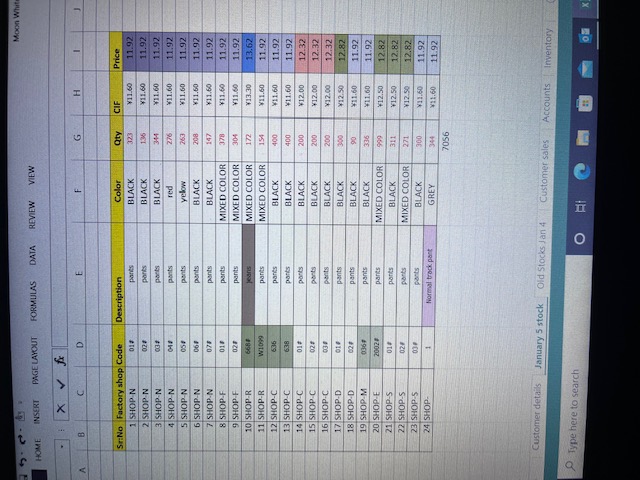 Moon White
HOME INSERT PAGE LAYOUT FORMULAS DATA REVIEW VIEW
fx
A B C D E F G H I J
Sr:No Factory shop Code Description Color Qty CIF Price
1 SHOP-N 01# pants BLACK 323 ¥11.60 11.92
2 SHOP-N 02# pants BLACK 136 ¥11.60 11.92
3 SHOP-N 03# pants BLACK 344 ¥11.60 11.92
4 SHOP-N 04# pants red 276 ¥11.60 11.92
5 SHOP-N 05# pants yelow 263 ¥11.60 11.92
6 SHOP-N 06# pants BLACK 208 ¥11.60 11.92
7 SHOP-N 07# pants BLACK 147 ¥11.60 11.92
8 SHOP-F 01# pants MIXED COLOR 378 ¥11.60 11.92
9 SHOP-F 02# pants MIXED COLOR 304 ¥11.60 11.92
10 SHOP-R 668# jeans MIXED COLOR 172 ¥13.30 13.62
11 SHOP-R W1099 pants MIXED COLOR 154 ¥11.60 11.92
12 SHOP-C 636 pants BLACK 400 ¥11.60 11.92
13 SHOP-C 638 pants BLACK 400 ¥11.60 11.92
14 SHOP-C 01# pants BLACK 200 ¥12.00 12.32
15 SHOP-C 02# pants BLACK 200 ¥12.00 12.32
16 SHOP-C 03# pants BLACK 200 ¥12.00 12.32
17 SHOP-D 01# pants BLACK 300 ¥12.50 12.82
18 SHOP-D 02# pants BLACK 90 ¥11.60 11.92
19 SHOP-M 036# pants BLACK 336 ¥11.60 11.92
20 SHOP-E 2002# pants MIXED COLOR 999 ¥12.50 12.82
21 SHOP-S 01# pants BLACK 311 ¥12.50 12.82
22 SHOP-S 02# pants MIXED COLOR 271 ¥12.50 12.82
23 SHOP-S 03# pants BLACK 300 ¥11.60 11.92
24 SHOP- 1 Normal track pant GREY 344 ¥11.60 11.92
7056
Customer details January 5 stock Old Stocks Jan 4 Customer sales Accounts Inventory
Type here to search